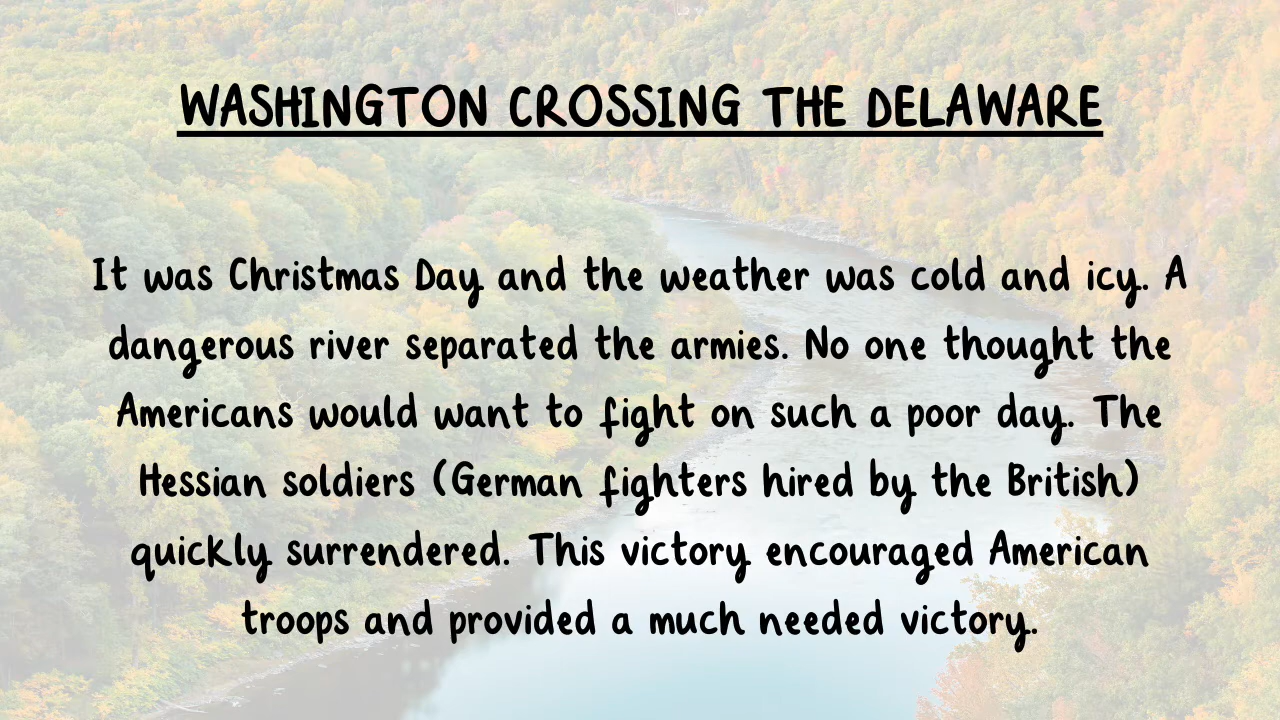 WASHINGTON CROSSING THE DELAWARE
It was Christmas Day and the weather was cold and icy. A
dangerous river separated the armies. No one thought the
Americans would want to fight on such a poor day. The
Hessian soldiers (German fighters hired by the British)
quickly surrendered. This victory encouraged American
troops and provided a much needed victory.